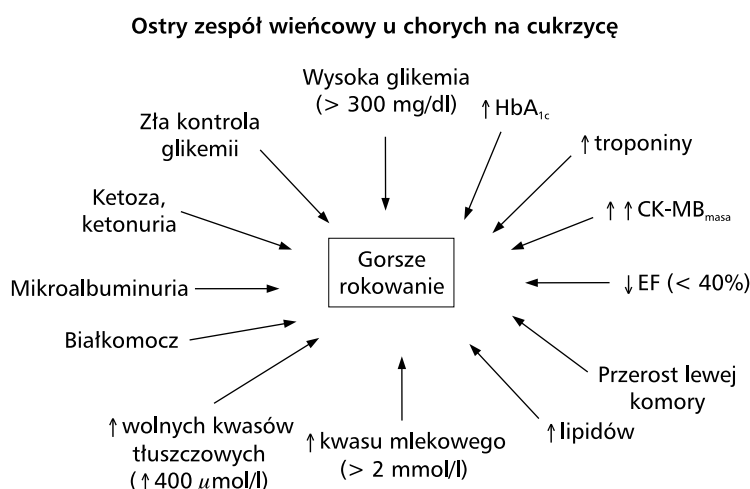 Ostry zespół wieńcowy u chorych na cukrzycę
Wysoka glikemia
(> 300 mg/dl)
↑ HbA1c
↑ troponiny
↑ ↑ CK-MBmasa
↓ EF (< 40%)
Przerost lewej
komory
↑ lipidów
↑ kwasu mlekowego
(> 2 mmol/l)
↑ wolnych kwasów
tłuszczowych
(↑ 400 μmol/l)
Białkomocz
Mikroalbuminuria
Ketoza,
ketonuria
Zła kontrola
glikemii
Gorsze
rokowanie